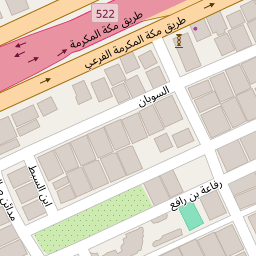 522
طريق مكة المكرمة
طريق مكة المكرمة الفرعي
السوبان
ابن السبط
رفاعة بن رافع